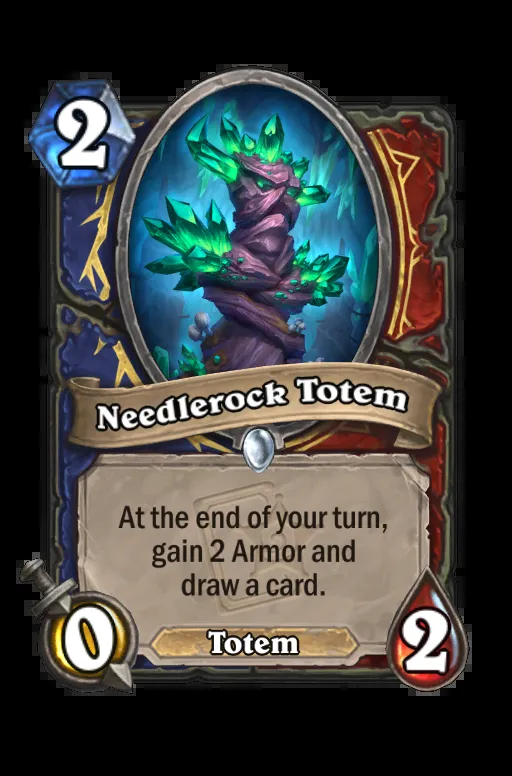 2
Needlerock Totem
At the end of your turn,
gain 2 Armor and
draw a card.
0
Totem
2